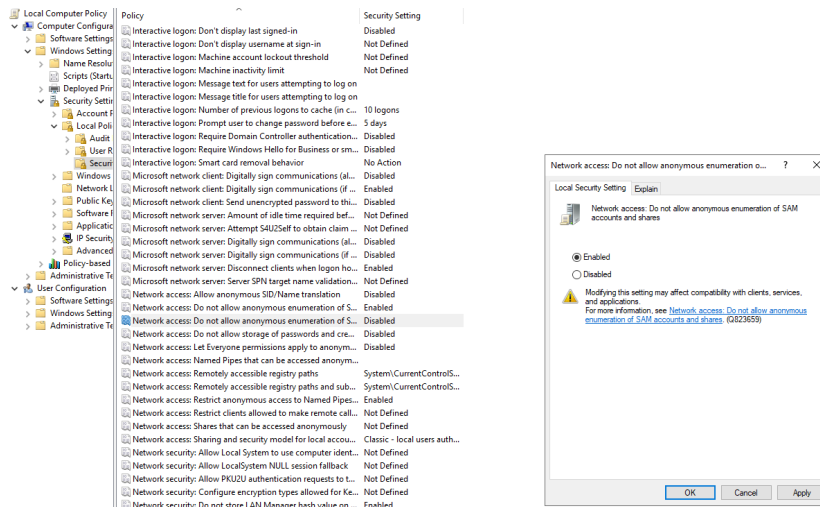 Local Computer Policy
Computer Configura
Software Settings
Windows Setting
Name Resolu
Scripts (Startu
Deployed Prin
Security Settin
Account P
Local Poli
Audit
User R
Securi
Windows
Network L
Public Key
Software F
Applicatio
IP Security
Advanced
Policy-based
Administrative Te
User Configuration
Software Settings
Windows Setting
Administrative Te
Policy Security Setting
Interactive logon: Don't display last signed-in Disabled
Interactive logon: Don't display username at sign-in Not Defined
Interactive logon: Machine account lockout threshold Not Defined
Interactive logon: Machine inactivity limit Not Defined
Interactive logon: Message text for users attempting to log on
Interactive logon: Message title for users attempting to log on
Interactive logon: Number of previous logons to cache (in c... 10 logons
Interactive logon: Prompt user to change password before e... 5 days
Interactive logon: Require Domain Controller authentication... Disabled
Interactive logon: Require Windows Hello for Business or sm... Disabled
Interactive logon: Smart card removal behavior No Action
Microsoft network client: Digitally sign communications (al... Disabled
Microsoft network client: Digitally sign communications (if ... Enabled
Microsoft network client: Send unencrypted password to thi... Disabled
Microsoft network server: Amount of idle time required bef... Not Defined
Microsoft network server: Attempt S4U2Self to obtain claim ... Not Defined
Microsoft network server: Digitally sign communications (al... Disabled
Microsoft network server: Digitally sign communications (if ... Disabled
Microsoft network server: Disconnect clients when logon ho... Enabled
Microsoft network server: Server SPN target name validation... Not Defined
Network access: Allow anonymous SID/Name translation Disabled
Network access: Do not allow anonymous enumeration of S... Enabled
Network access: Do not allow anonymous enumeration of S... Disabled
Network access: Do not allow storage of passwords and cre... Disabled
Network access: Let Everyone permissions apply to anonym... Disabled
Network access: Named Pipes that can be accessed anonym...
Network access: Remotely accessible registry paths System\CurrentControlS...
Network access: Remotely accessible registry paths and sub... System\CurrentControlS...
Network access: Restrict anonymous access to Named Pipes... Enabled
Network access: Restrict clients allowed to make remote call... Not Defined
Network access: Shares that can be accessed anonymously Not Defined
Network access: Sharing and security model for local accou... Classic - local users auth...
Network security: Allow Local System to use computer ident... Not Defined
Network security: Allow LocalSystem NULL session fallback Not Defined
Network security: Allow PKU2U authentication requests to t... Not Defined
Network security: Configure encryption types allowed for Ke... Not Defined
Network security: Do not store LAN Manager hash value on ... Enabled
Network access: Do not allow anonymous enumeration o... ? X
Local Security Setting Explain
Network access: Do not allow anonymous enumeration of SAM
accounts and shares
Enabled
Disabled
Modifying this setting may affect compatibility with clients, services,
and applications.
For more information, see Network access: Do not allow anonymous
enumeration of SAM accounts and shares. (Q823659)
OK Cancel Apply